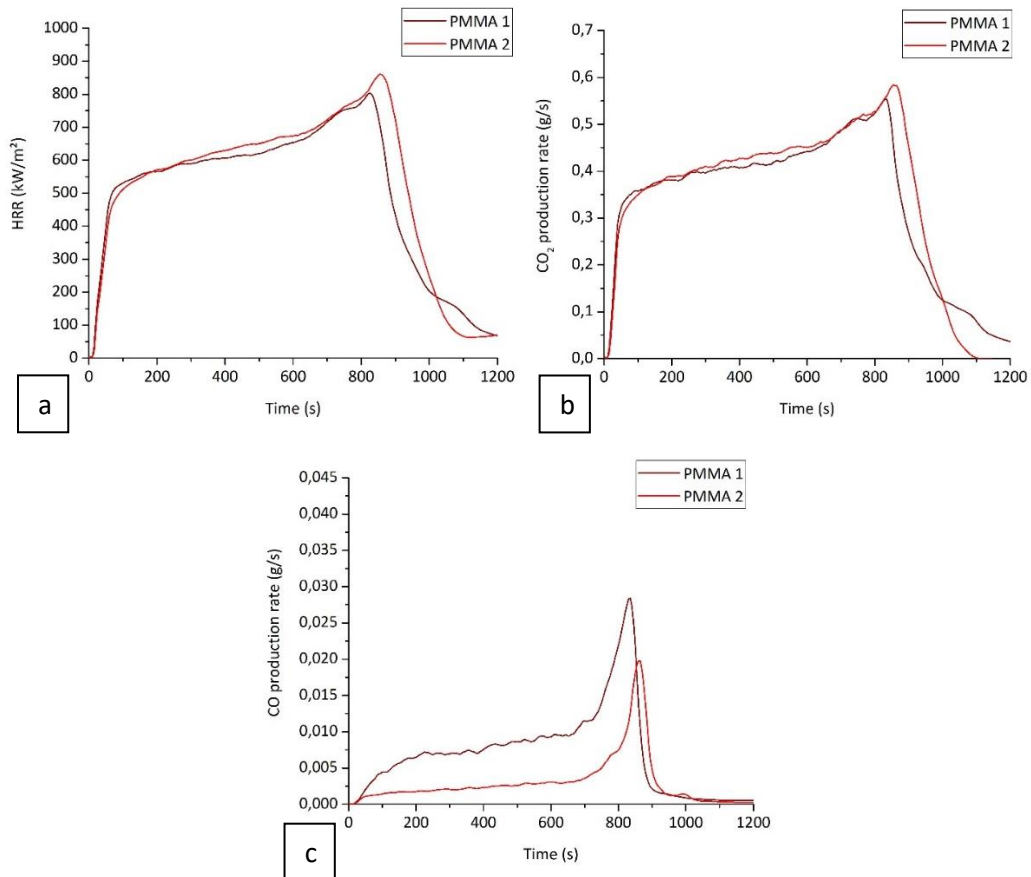 PMMA 1
PMMA 2
1000
900
800
700
600
500
400
300
200
100
0
HRR (kW/m²)
0 200 400 600 800 1000 1200
Time (s)
a
PMMA 1
PMMA 2
0,7
0,6
0,5
0,4
0,3
0,2
0,1
0,0
CO₂ production rate (g/s)
0 200 400 600 800 1000 1200
Time (s)
b
PMMA 1
PMMA 2
0,045
0,040
0,035
0,030
0,025
0,020
0,015
0,010
0,005
0,000
CO production rate (g/s)
0 200 400 600 800 1000 1200
Time (s)
c